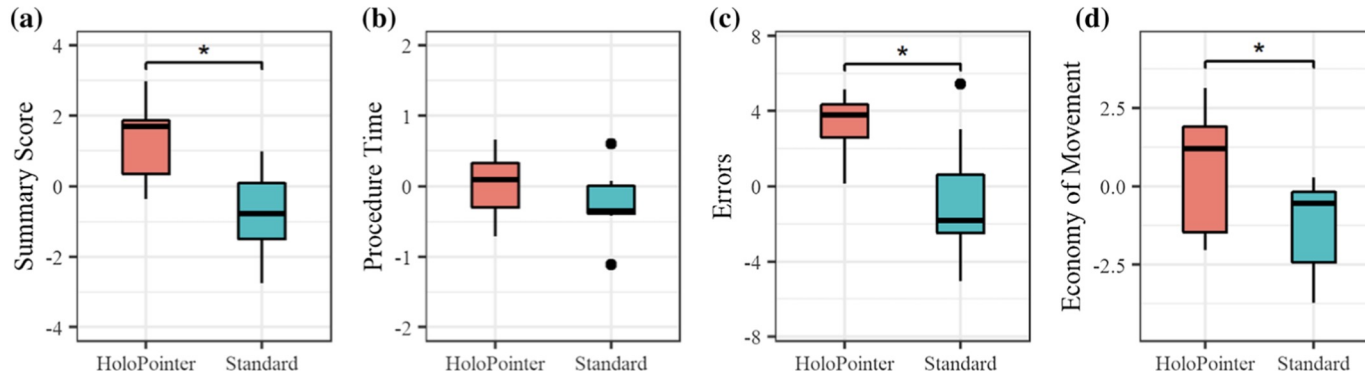 (a)
Summary Score
4
2
0
-2
-4
*
HoloPointer Standard
(b)
Procedure Time
2
1
0
-1
-2
HoloPointer Standard
(c)
Errors
8
4
0
-4
-8
*
HoloPointer Standard
(d)
Economy of Movement
2.5
0.0
-2.5
*
HoloPointer Standard